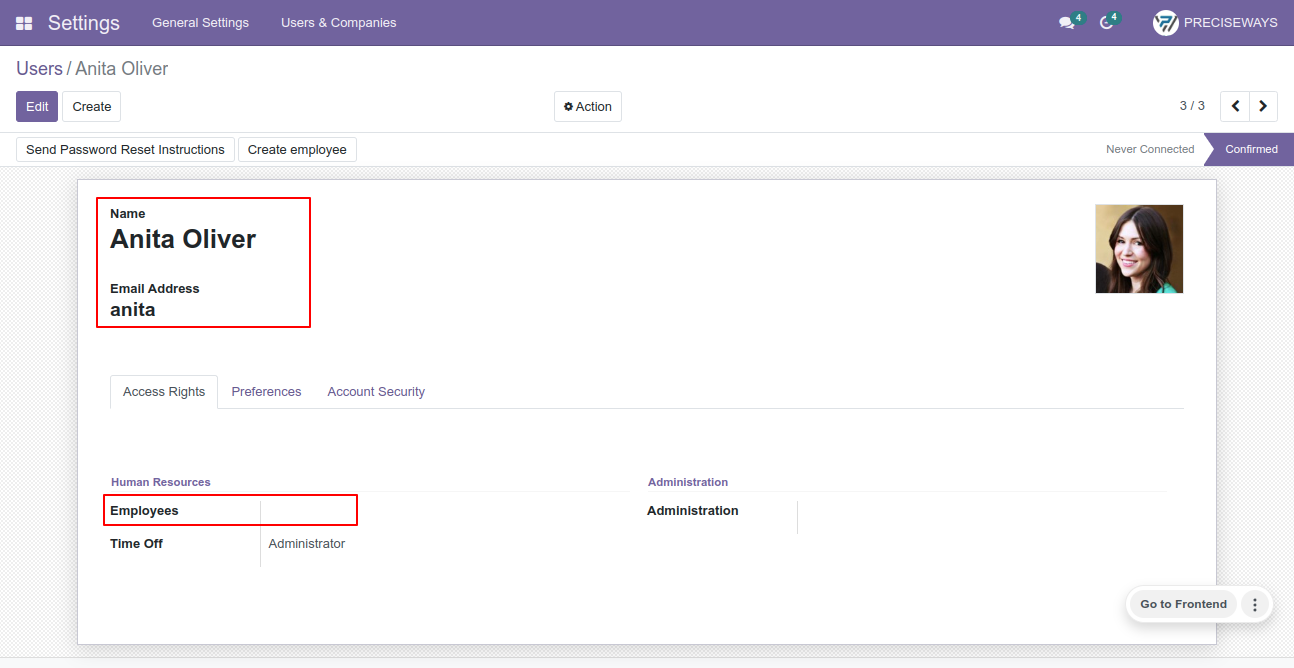 Settings General Settings Users & Companies 4 4 PRECISEWAYS
Users / Anita Oliver
Edit Create Action 3 / 3
Send Password Reset Instructions Create employee Never Connected Confirmed
Name
Anita Oliver
Email Address
anita
Access Rights Preferences Account Security
Human Resources Administration
Employees Administration
Time Off Administrator
Go to Frontend